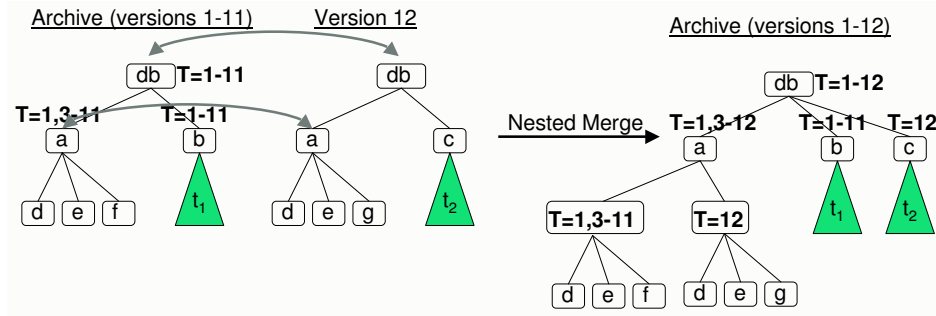 Archive (versions 1-11)
Version 12
Archive (versions 1-12)
db T=1-11
db
db T=1-12
T=1,3-11 T=1-11
Nested Merge
T=1,3-12 T=1-11 T=12
a b a c
a b c
t1 t2
t1 t2
d e f d e g
T=1,3-11 T=12
d e f d e g